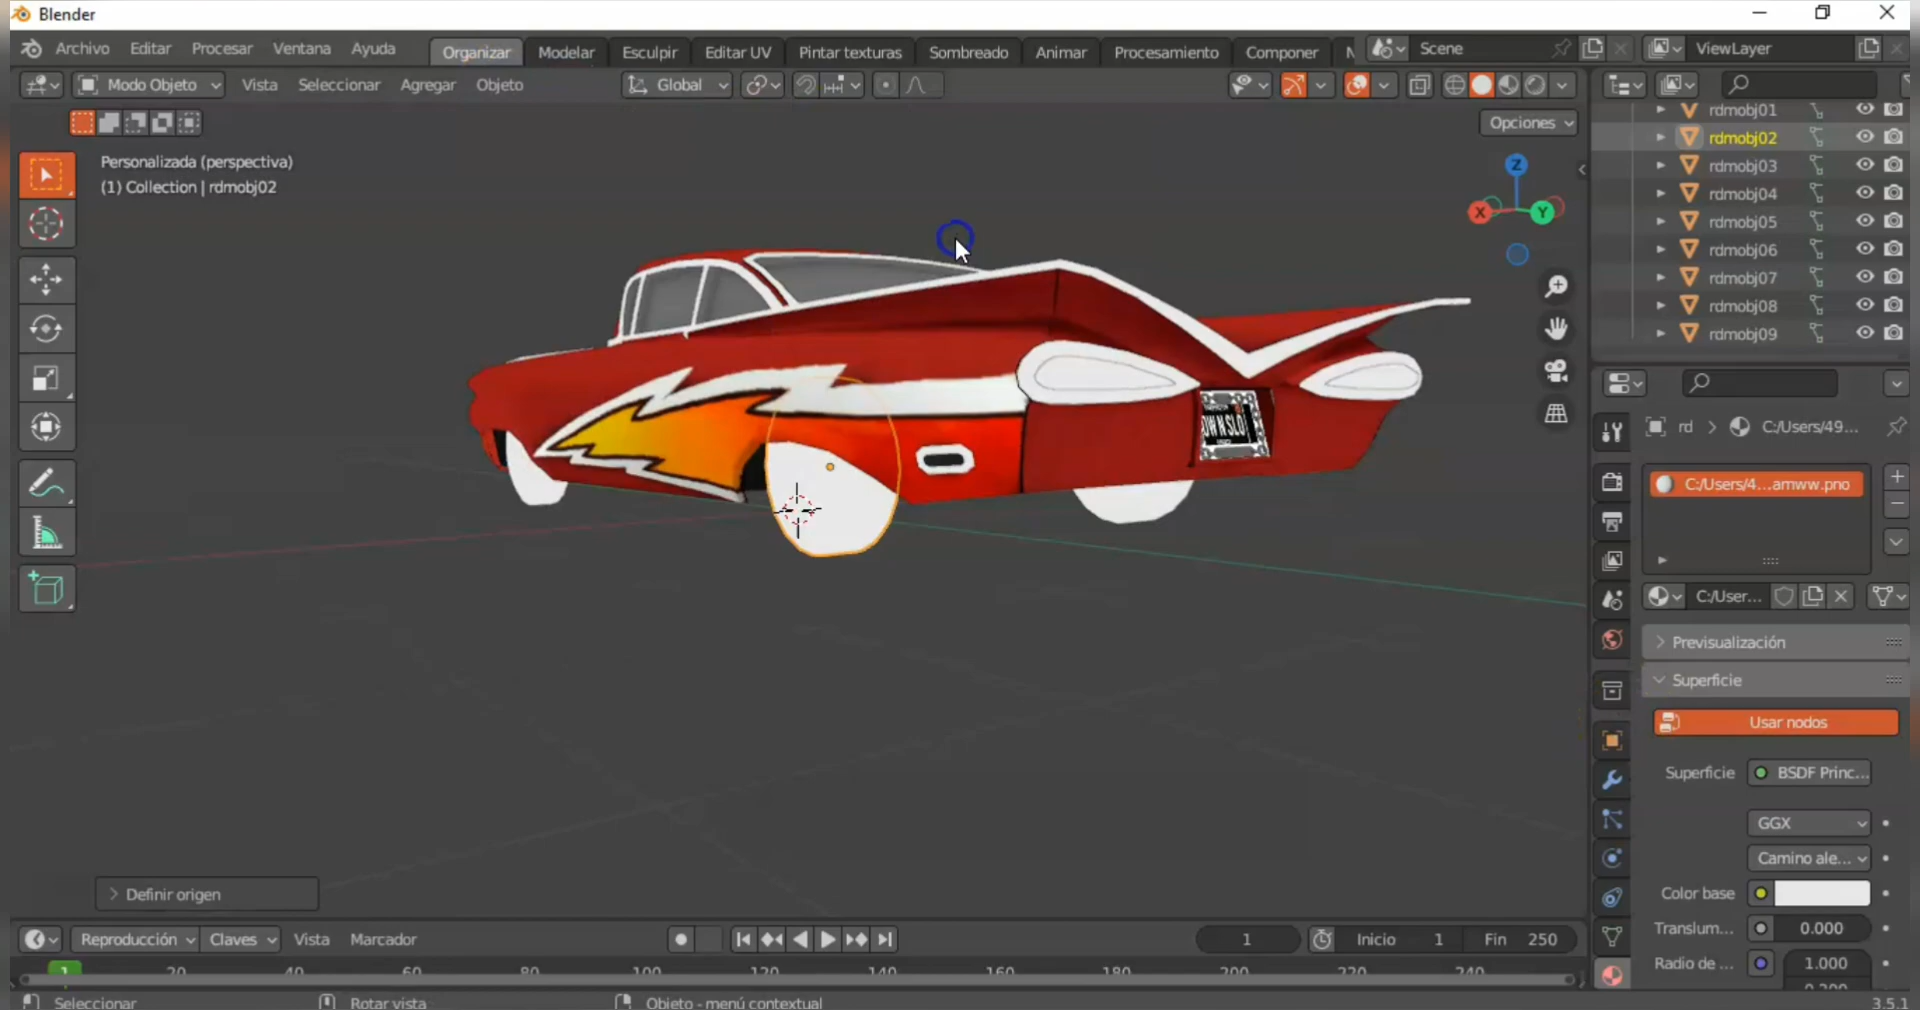 Blender
Archivo Editar Procesar Ventana Ayuda Organizar Modelar Esculpir Editar UV Pintar texturas Sombreado Animar Procesamiento Componer Scene ViewLayer
Modo Objeto Vista Seleccionar Agregar Objeto Global
Opciones
Personalizada (perspectiva)
(1) Collection | rdmobj02
Z
X Y
rdmobj01
rdmobj02
rdmobj03
rdmobj04
rdmobj05
rdmobj06
rdmobj07
rdmobj08
rdmobj09
rd > C:/Users/49...
C:/Users/4...amww.pno
C:/User...
Previsualización
Superficie
Usar nodos
Superficie BSDF Princ...
GGX
Camino ale...
Color base
Translum... 0.000
Radio de ... 1.000
0.200
Definir origen
Reproducción Claves Vista Marcador 1 Inicio 1 Fin 250
1 20 40 60 80 100 120 140 160 180 200 220 240
Seleccionar Rotar vista Objeto - menú contextual 3.5.1